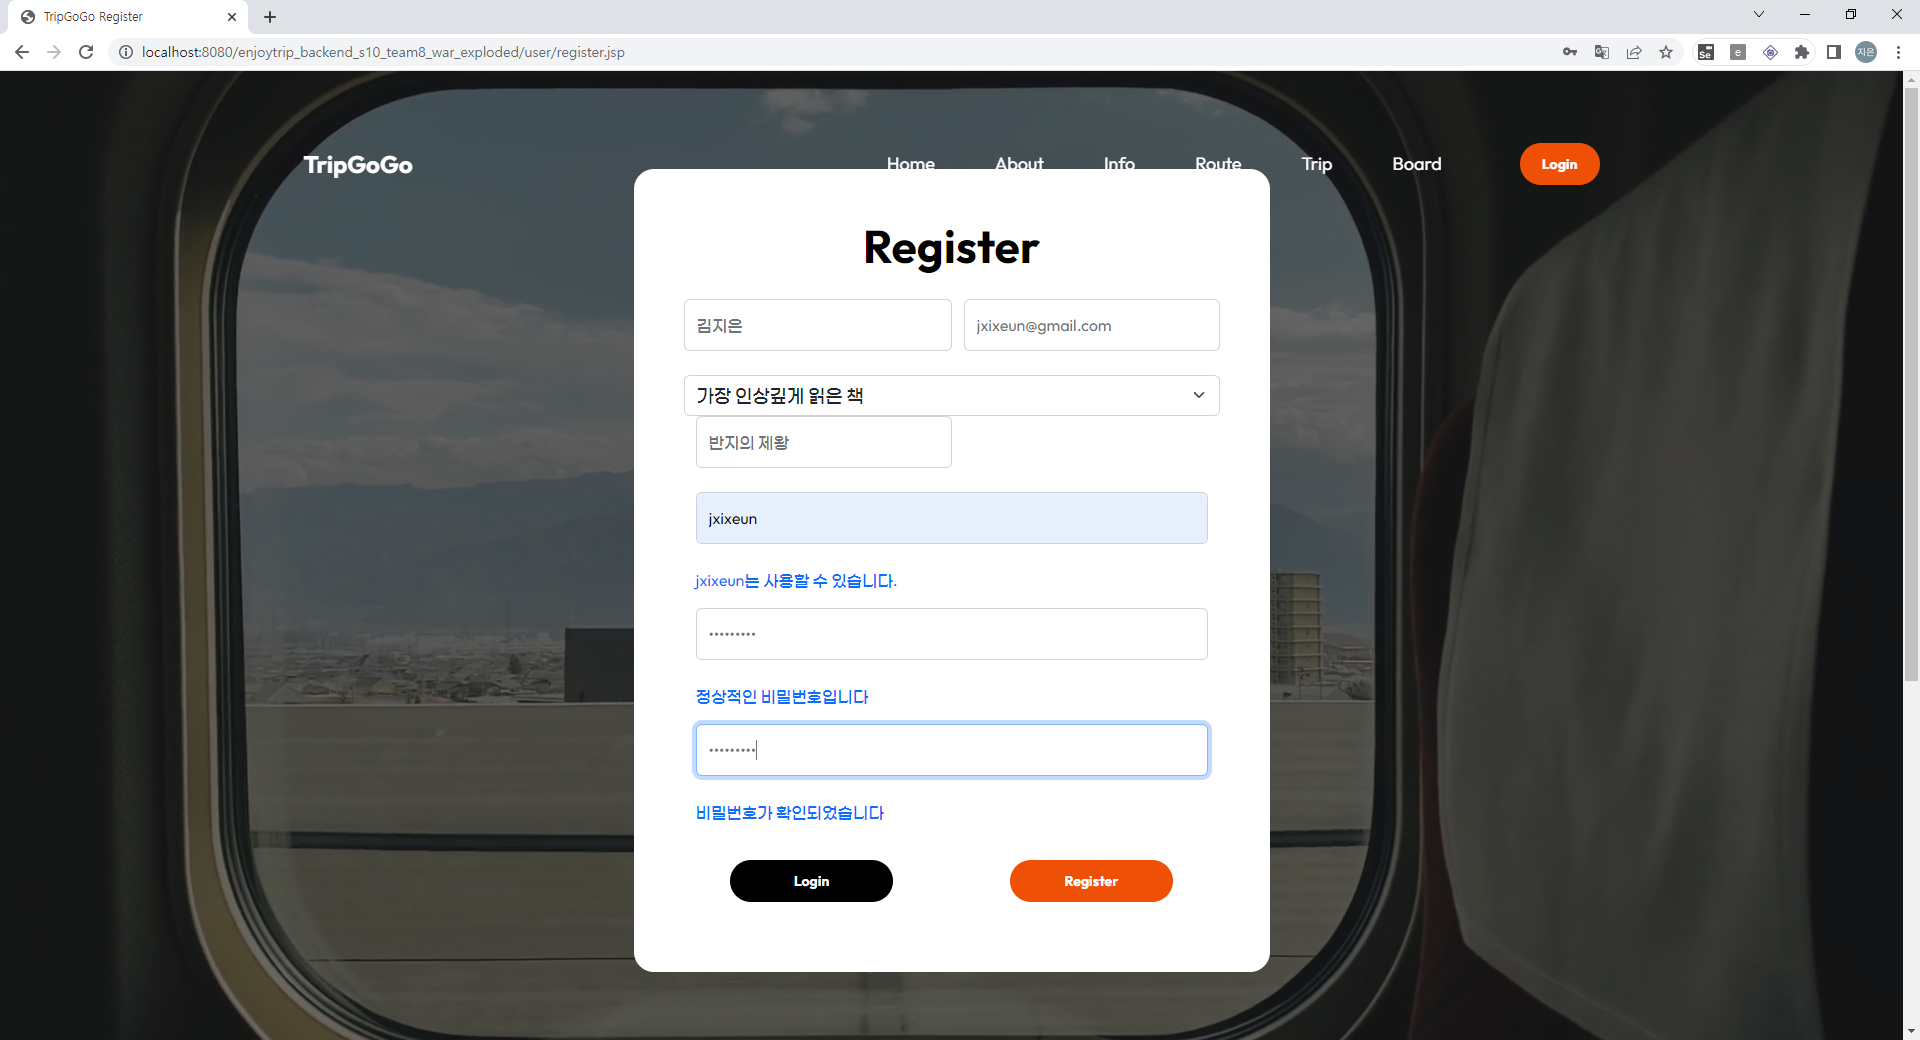 TripGoGo Register
localhost:8080/enjoytrip_backend_s10_team8_war_exploded/user/register.jsp
Se
e
지은
TripGoGo
Home About Info Route Trip Board Login
Register
김지은 jxixeun@gmail.com
가장 인상깊게 읽은 책
반지의 제왕
jxixeun
jxixeun는 사용할 수 있습니다.
•••••••••
정상적인 비밀번호입니다
•••••••••
비밀번호가 확인되었습니다
Login Register